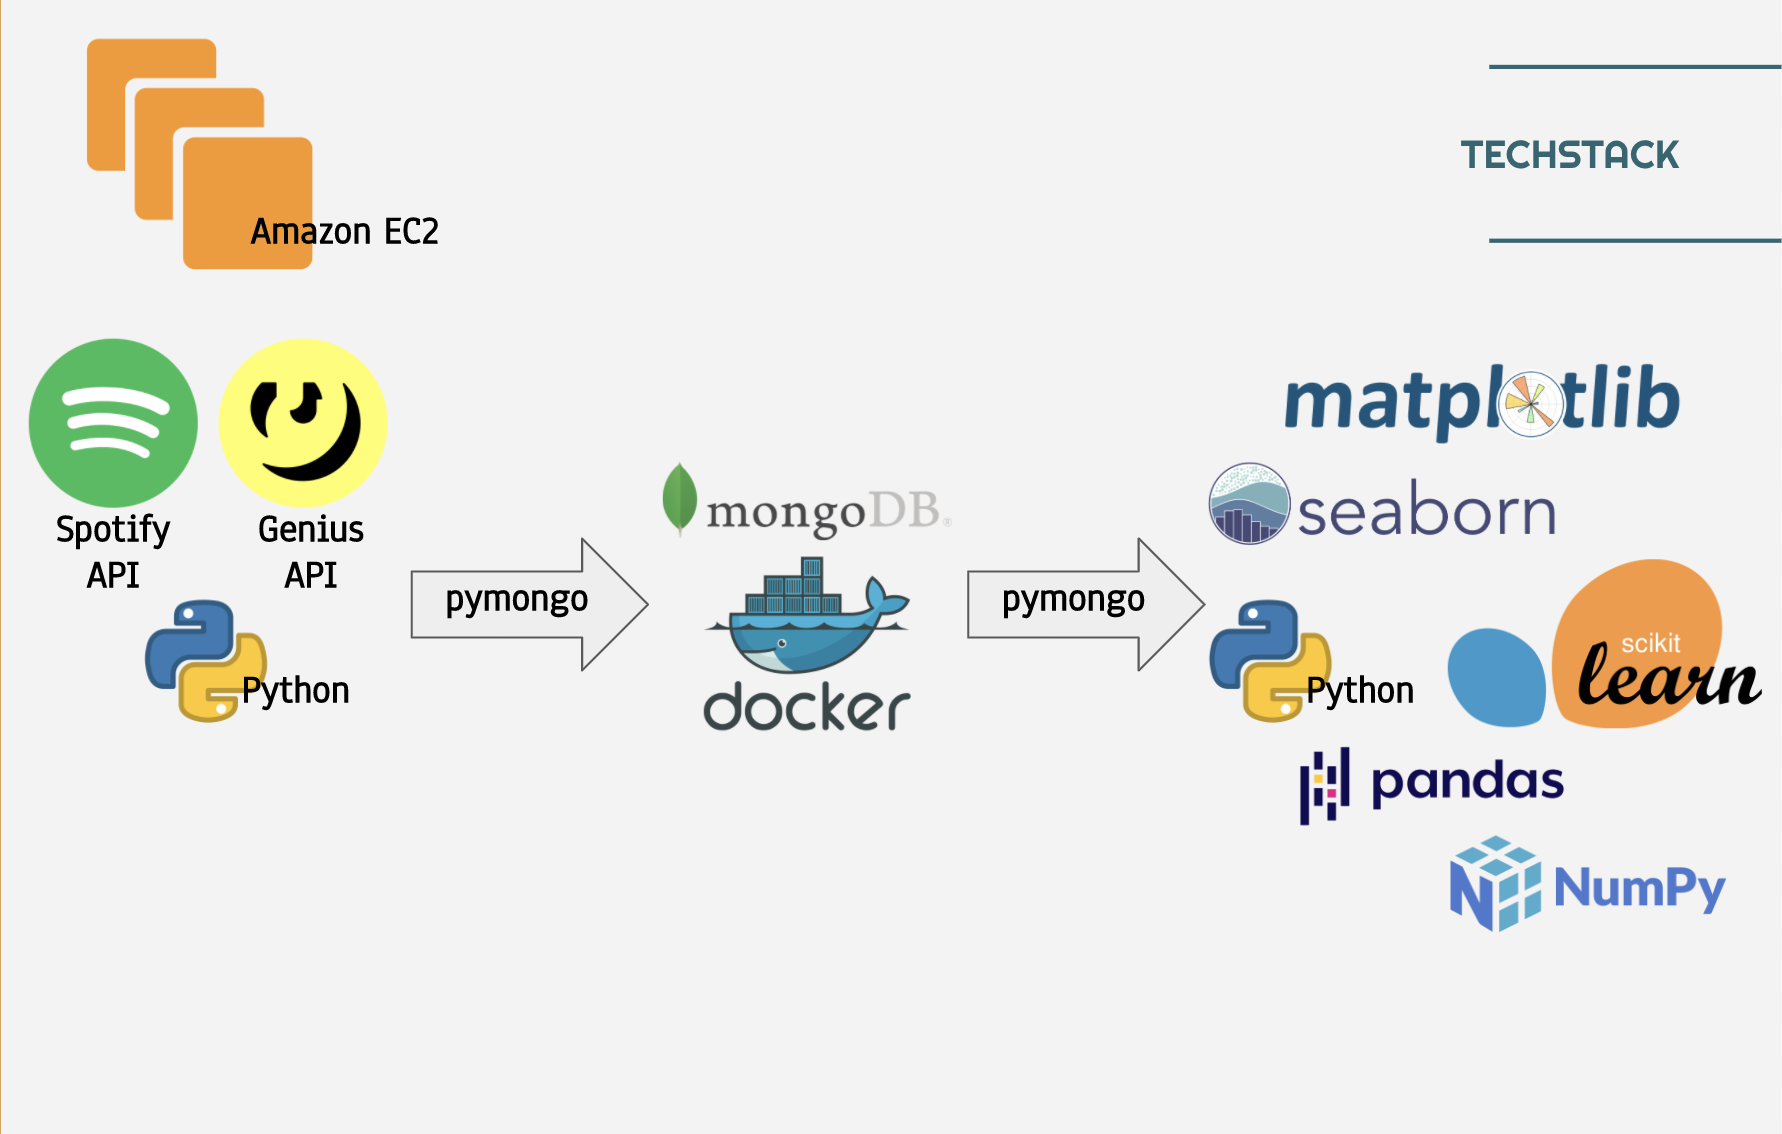 Amazon EC2
TECHSTACK
Spotify
API
Genius
API
Python
pymongo
mongoDB®
docker
pymongo
matplotlib
seaborn
Python
scikit
learn
pandas
NumPy